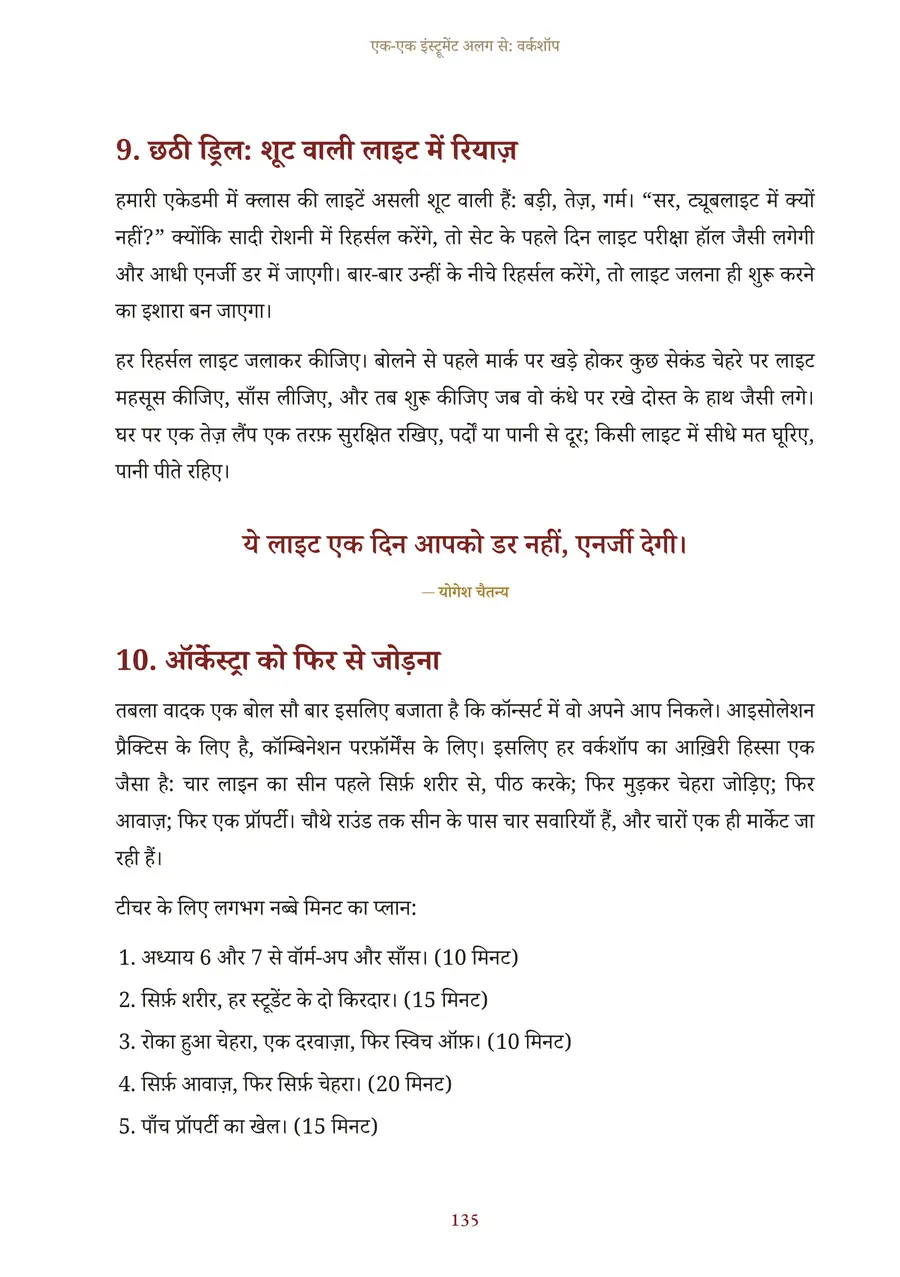 एक-एक इंस्ट्रूमेंट अलग से: वर्कशॉप
9. छठी ड्रिल: शूट वाली लाइट में रियाज़
हमारी एकेडमी में क्लास की लाइटें असली शूट वाली हैं: बड़ी, तेज़, गर्म। “सर, ट्यूबलाइट में क्यों
नहीं?” क्योंकि सादी रोशनी में रिहर्सल करेंगे, तो सेट के पहले दिन लाइट परीक्षा हॉल जैसी लगेगी
और आधी एनर्जी डर में जाएगी। बार-बार उन्हीं के नीचे रिहर्सल करेंगे, तो लाइट जलना ही शुरू करने
का इशारा बन जाएगा।
हर रिहर्सल लाइट जलाकर कीजिए। बोलने से पहले मार्क पर खड़े होकर कुछ सेकंड चेहरे पर लाइट
महसूस कीजिए, साँस लीजिए, और तब शुरू कीजिए जब वो कंधे पर रखे दोस्त के हाथ जैसी लगे।
घर पर एक तेज़ लैंप एक तरफ़ सुरक्षित रखिए, पर्दों या पानी से दूर; किसी लाइट में सीधे मत घूरिए,
पानी पीते रहिए।
ये लाइट एक दिन आपको डर नहीं, एनर्जी देगी।
— योगेश चैतन्य
10. ऑर्केस्ट्रा को फिर से जोड़ना
तबला वादक एक बोल सौ बार इसलिए बजाता है कि कॉन्सर्ट में वो अपने आप निकले। आइसोलेशन
प्रैक्टिस के लिए है, कॉम्बिनेशन परफ़ॉर्मेंस के लिए। इसलिए हर वर्कशॉप का आख़िरी हिस्सा एक
जैसा है: चार लाइन का सीन पहले सिर्फ़ शरीर से, पीठ करके; फिर मुड़कर चेहरा जोड़िए; फिर
आवाज़; फिर एक प्रॉपर्टी। चौथे राउंड तक सीन के पास चार सवारियाँ हैं, और चारों एक ही मार्केट जा
रही हैं।
टीचर के लिए लगभग नब्बे मिनट का प्लान:
1. अध्याय 6 और 7 से वॉर्म-अप और साँस। (10 मिनट)
2. सिर्फ़ शरीर, हर स्टूडेंट के दो किरदार। (15 मिनट)
3. रोका हुआ चेहरा, एक दरवाज़ा, फिर स्विच ऑफ़। (10 मिनट)
4. सिर्फ़ आवाज़, फिर सिर्फ़ चेहरा। (20 मिनट)
5. पाँच प्रॉपर्टी का खेल। (15 मिनट)
135